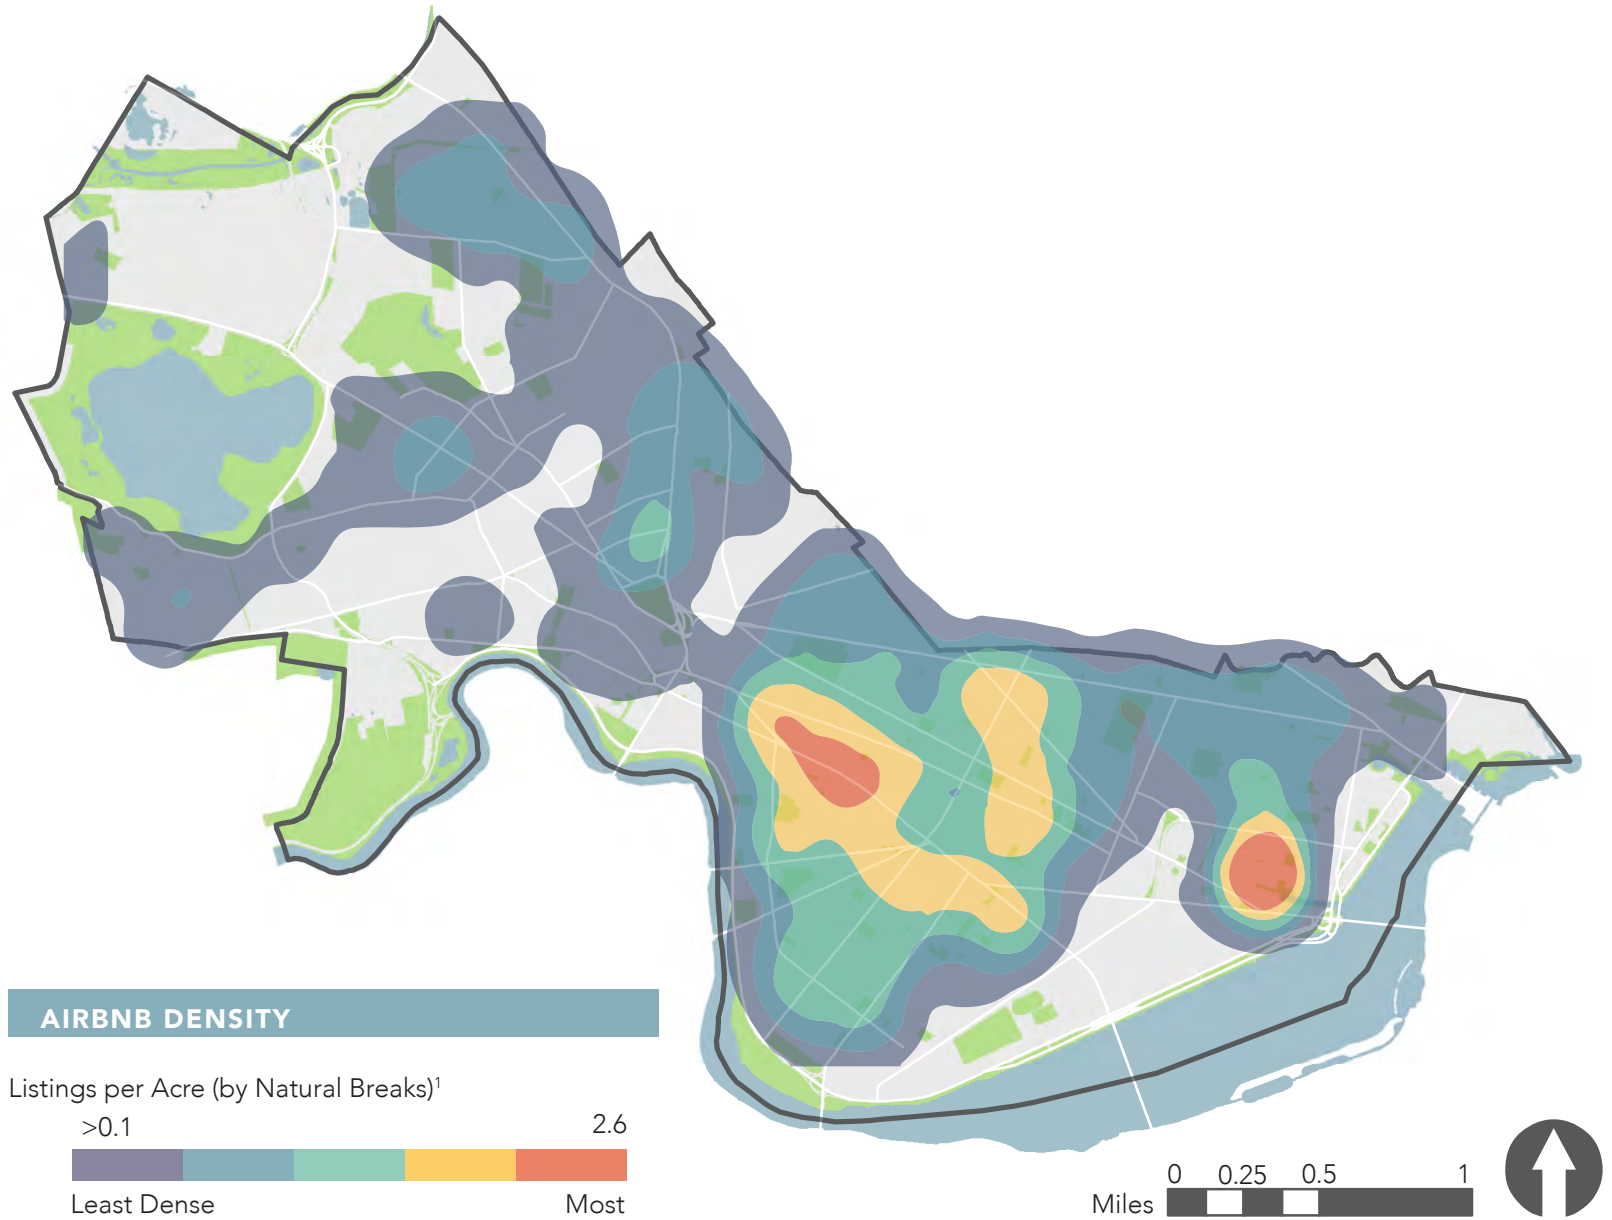 AIRBNB DENSITY
Listings per Acre (by Natural Breaks)¹
>0.1 2.6
Least Dense Most
0 0.25 0.5 1
Miles